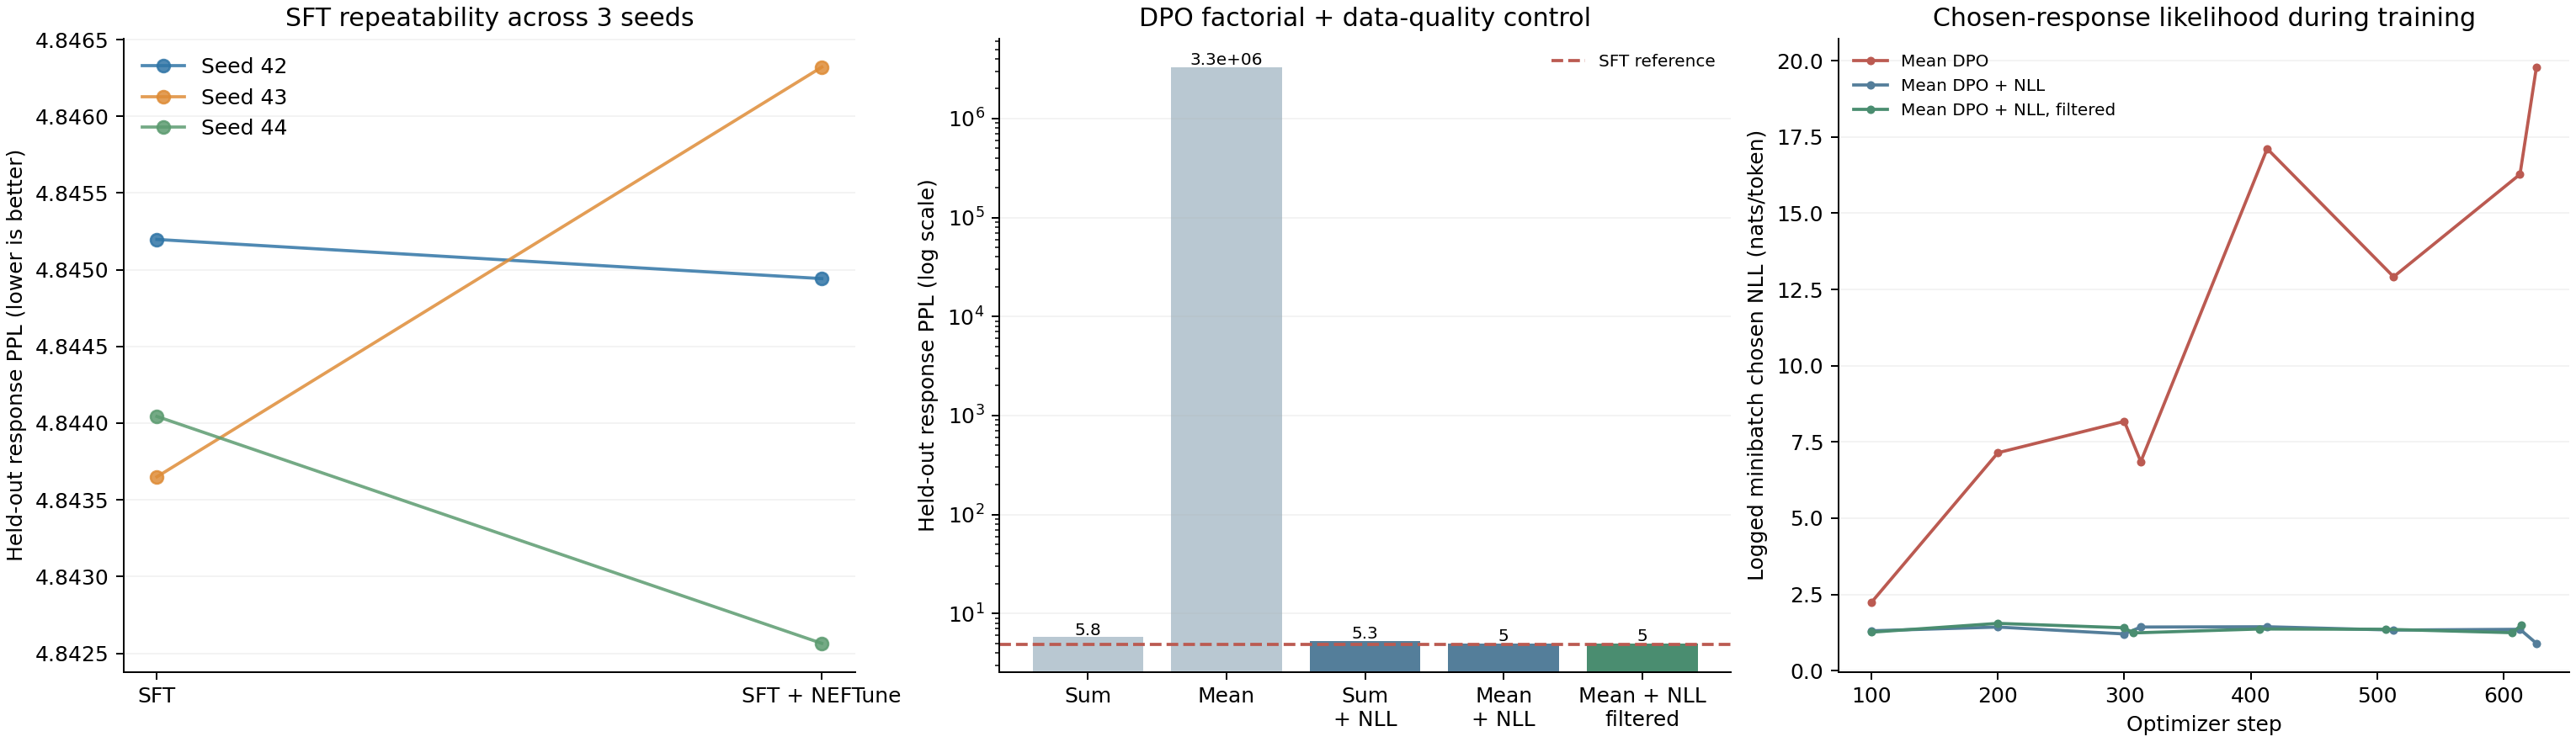 SFT repeatability across 3 seeds
Held-out response PPL (lower is better)
4.8465
4.8460
4.8455
4.8450
4.8445
4.8440
4.8435
4.8430
4.8425
Seed 42
Seed 43
Seed 44
SFT
SFT + NEFTune
DPO factorial + data-quality control
Held-out response PPL (log scale)
10^6
10^5
10^4
10^3
10^2
10^1
SFT reference
5.8
3.3e+06
5.3
5
5
Sum
Mean
Sum
+ NLL
Mean
+ NLL
Mean + NLL
filtered
Chosen-response likelihood during training
Logged minibatch chosen NLL (nats/token)
20.0
17.5
15.0
12.5
10.0
7.5
5.0
2.5
0.0
Mean DPO
Mean DPO + NLL
Mean DPO + NLL, filtered
100
200
300
400
500
600
Optimizer step